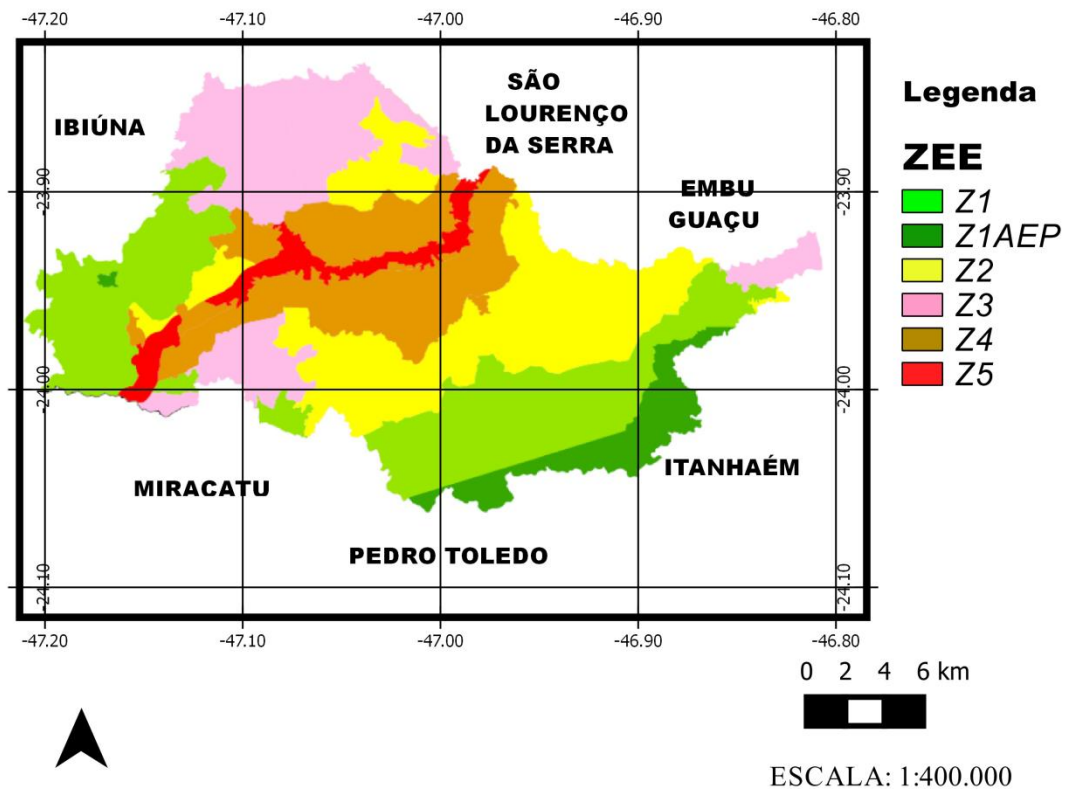 -47.20 -47.10 -47.00 -46.90 -46.80
SÃO
LOURENÇO
DA SERRA
IBIÚNA
EMBU
GUAÇU
-23.90 -23.90
-24.00 -24.00
MIRACATU
ITANHAÉM
PEDRO TOLEDO
-24.10 -24.10
-47.20 -47.10 -47.00 -46.90 -46.80
Legenda
ZEE
Z1
Z1AEP
Z2
Z3
Z4
Z5
0 2 4 6 km
ESCALA: 1:400.000